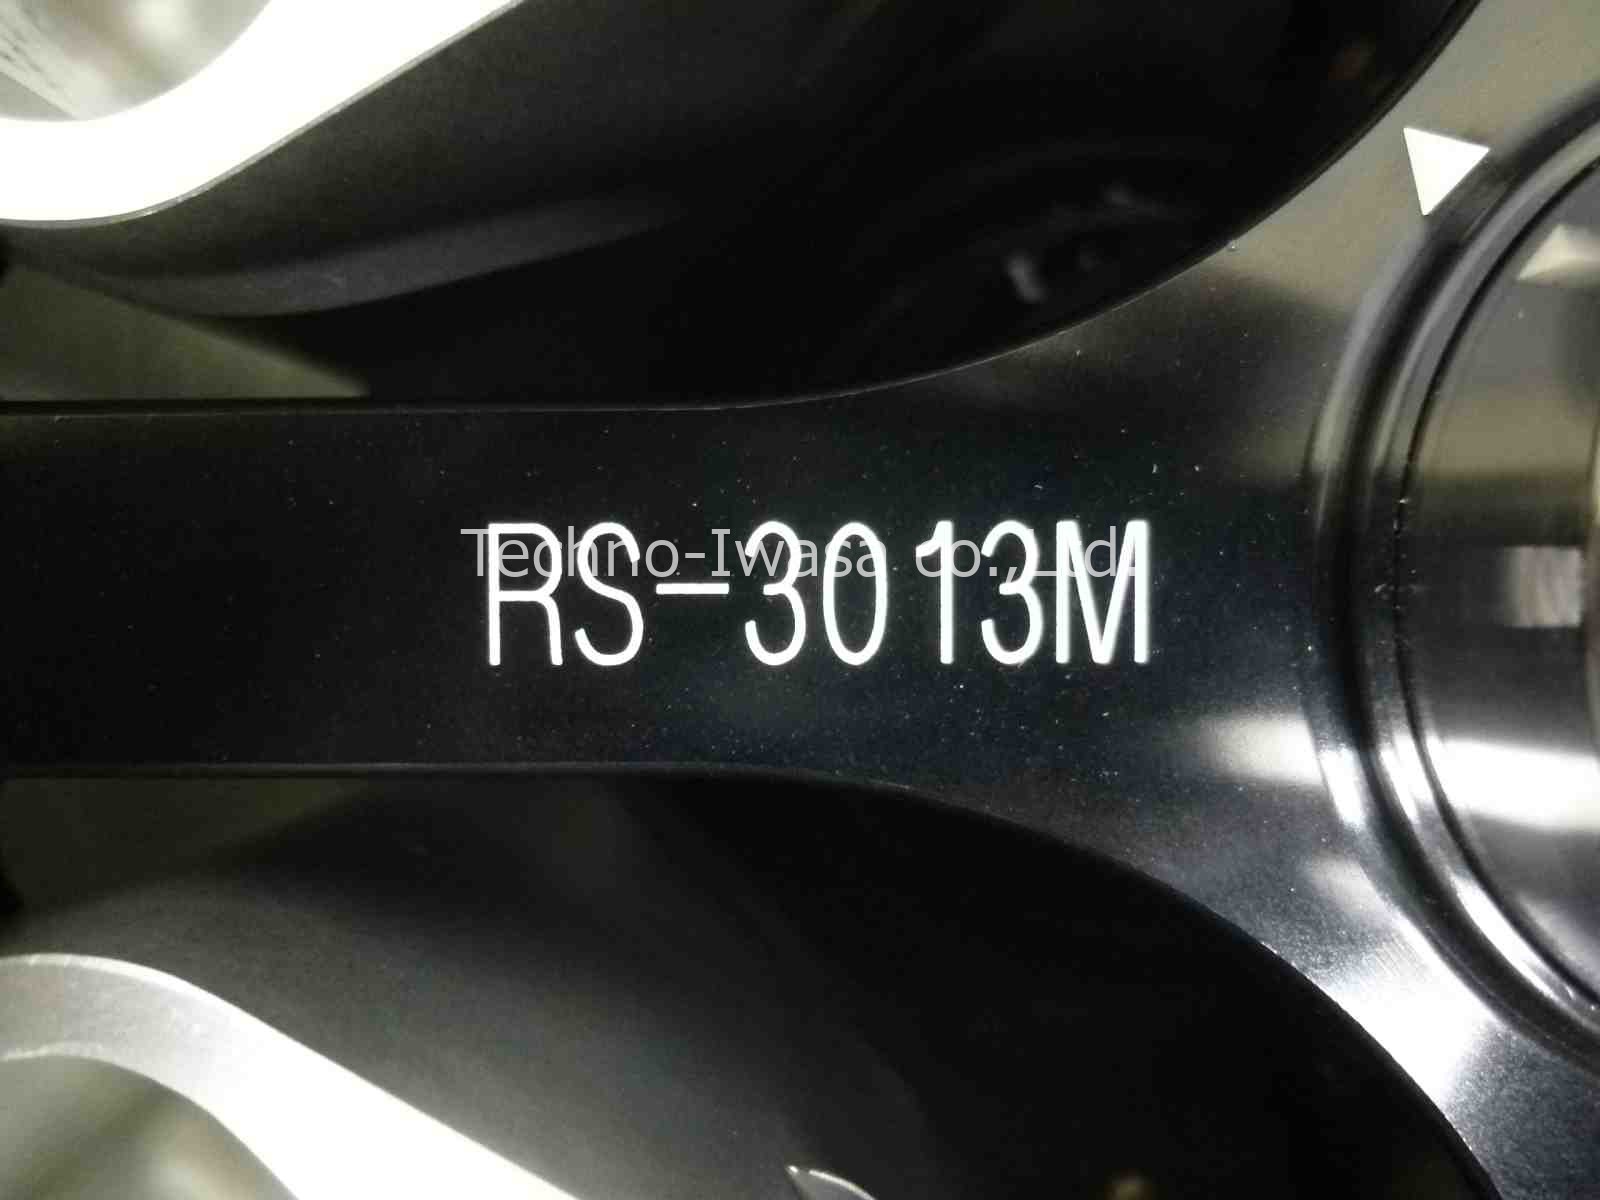 Techno-Iwasa co.,Ltd.
RS-3013M